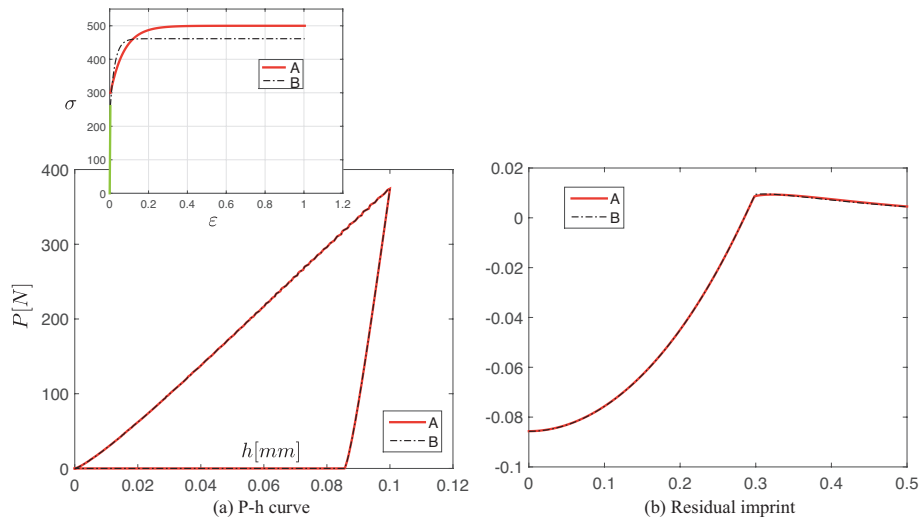 500
400
300
200
100
0
0 0.2 0.4 0.6 0.8 1 1.2
σ
ε
A
B
400
300
200
100
0
0 0.02 0.04 0.06 0.08 0.1 0.12
P[N]
h[mm]
A
B
(a) P-h curve
0.02
0
-0.02
-0.04
-0.06
-0.08
-0.1
0 0.1 0.2 0.3 0.4 0.5
A
B
(b) Residual imprint